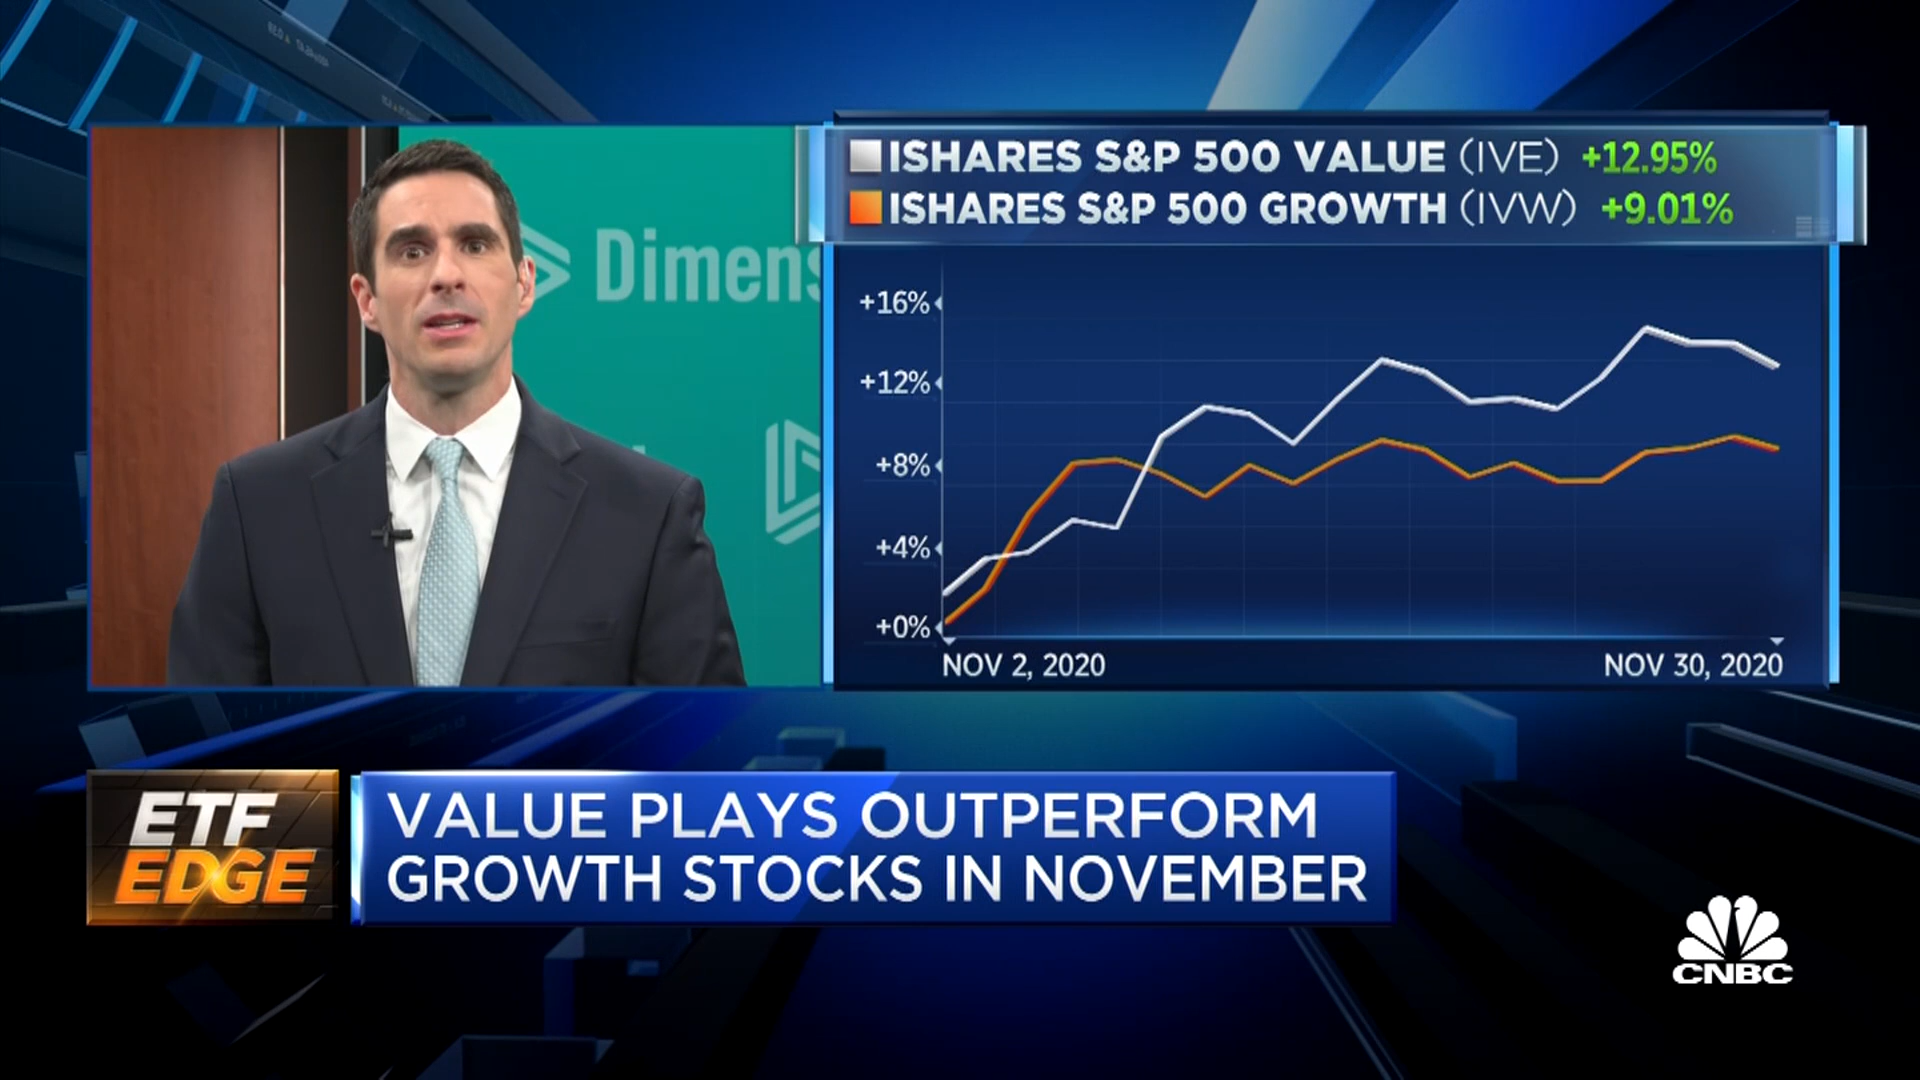 Dimens
ISHARES S&P 500 VALUE (IVE) +12.95%
ISHARES S&P 500 GROWTH (IVW) +9.01%
+16%
+12%
+8%
+4%
+0%
NOV 2, 2020 NOV 30, 2020
ETF
EDGE
VALUE PLAYS OUTPERFORM
GROWTH STOCKS IN NOVEMBER
CNBC